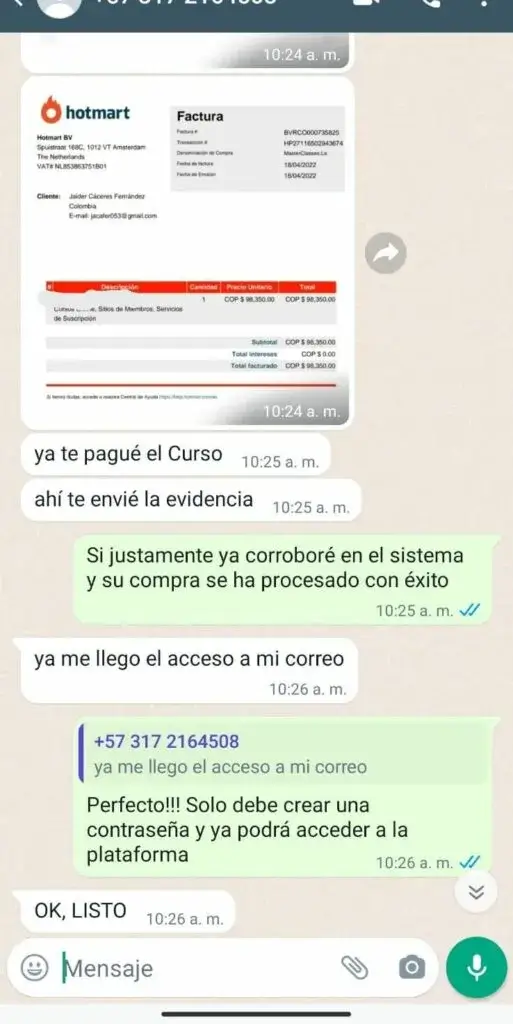 10:24 a. m.
hotmart
Factura
Hotmart BV
Spuistraat 168C, 1012 VT Amsterdam
The Netherlands
VAT# NL853863751B01
Factura #
BVRCO000735825
Transacción #
HP27116502943674
Denominación de Compra
MasterClasses.La
Fecha de factura
18/04/2022
Fecha de Emisión
18/04/2022
Cliente: Jaider Cáceres Fernández
Colombia
E-mail: jacafer053@gmail.com
# Descripción Cantidad Precio Unitario Total
1 COP $ 98,350.00 COP $ 98,350.00
Cursos Sitios de Miembros, Servicios
de Suscripción
Subtotal COP $ 98,350.00
Total intereses COP $ 0.00
Total facturado COP $ 98,350.00
10:24 a. m.
ya te pagué el Curso 10:25 a. m.
ahí te envié la evidencia 10:25 a. m.
Si justamente ya corroboré en el sistema
y su compra se ha procesado con éxito
10:25 a. m.
ya me llego el acceso a mi correo
10:26 a. m.
+57 317 2164508
ya me llego el acceso a mi correo
Perfecto!!! Solo debe crear una
contraseña y ya podrá acceder a la
plataforma 10:26 a. m.
OK, LISTO 10:26 a. m.
Mensaje